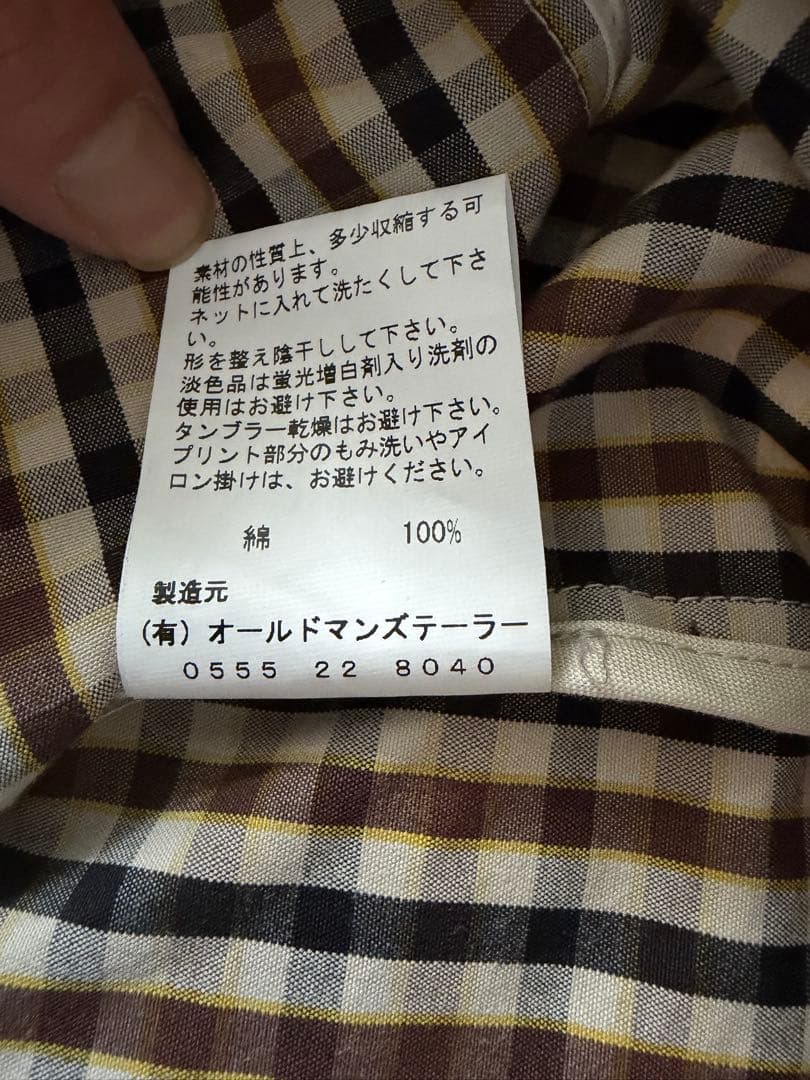 素材の性質上、多少収縮する可
能性があります。
ネットに入れて洗たくして下さ
い。
形を整え陰干しして下さい。
淡色品は蛍光増白剤入り洗剤の
使用はお避け下さい。
タンブラー乾燥はお避け下さい。
プリント部分のもみ洗いやアイ
ロン掛けは、お避けください。
綿 100%
製造元
(有) オールドマンズテーラー
0555 22 8040